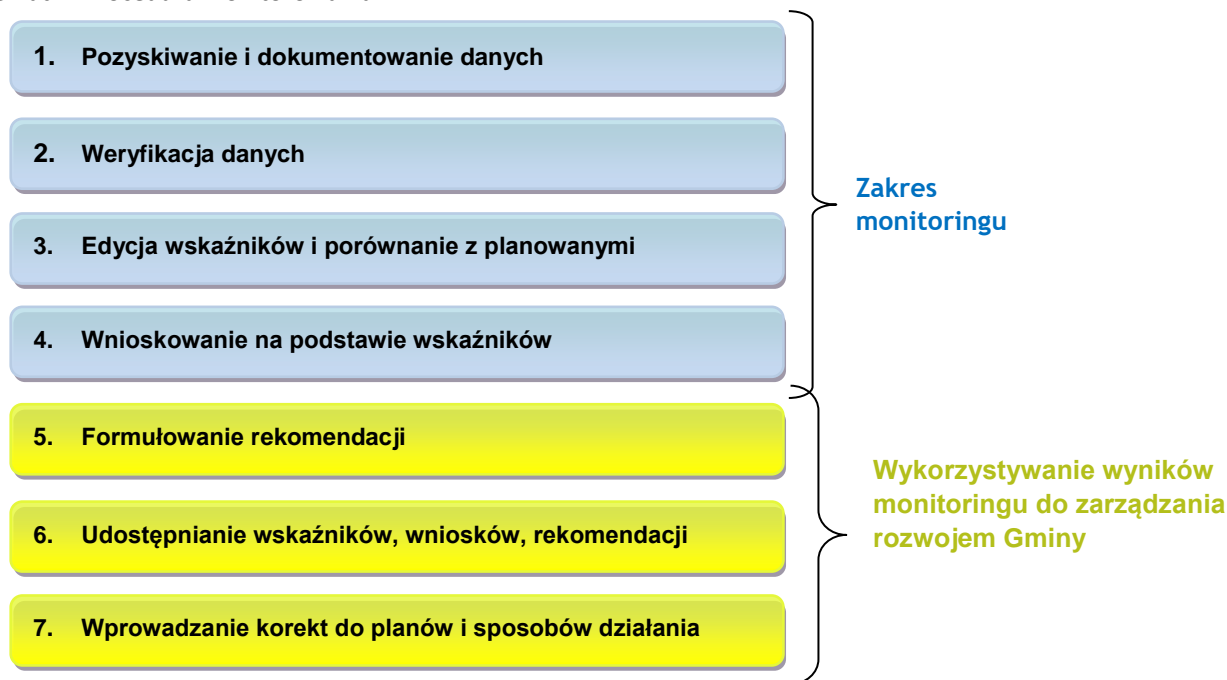 1. Pozyskiwanie i dokumentowanie danych
2. Weryfikacja danych
3. Edycja wskaźników i porównanie z planowanymi
4. Wnioskowanie na podstawie wskaźników
Zakres
monitoringu
5. Formułowanie rekomendacji
6. Udostępnianie wskaźników, wniosków, rekomendacji
7. Wprowadzanie korekt do planów i sposobów działania
Wykorzystywanie wyników
monitoringu do zarządzania
rozwojem Gminy